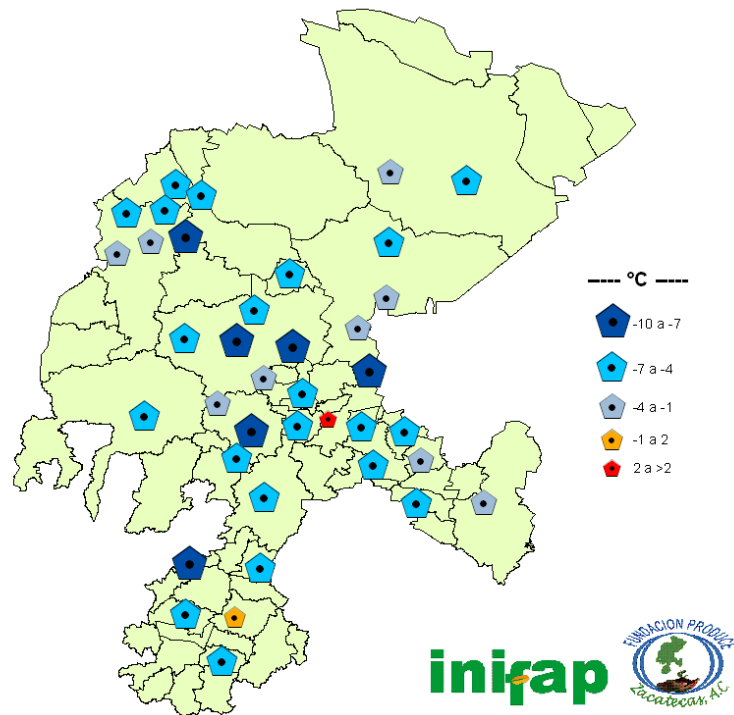 ---- °C ----
-10 a -7
-7 a -4
-4 a -1
-1 a 2
2 a >2
inifap
FUNDACION PRODUCE
Zacatecas, A.C.